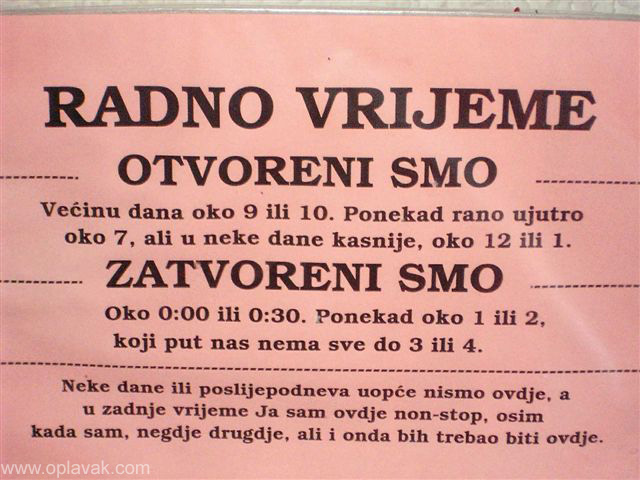 RADNO VRIJEME
OTVORENI SMO
Većinu dana oko 9 ili 10. Ponekad rano ujutro
oko 7, ali u neke dane kasnije, oko 12 ili 1.
ZATVORENI SMO
Oko 0:00 ili 0:30. Ponekad oko 1 ili 2,
koji put nas nema sve do 3 ili 4.
Neke dane ili poslijepodneva uopće nismo ovdje, a
u zadnje vrijeme Ja sam ovdje non-stop, osim
kada sam, negdje drugdje, ali i onda bih trebao biti ovdje.
www.oplavak.com